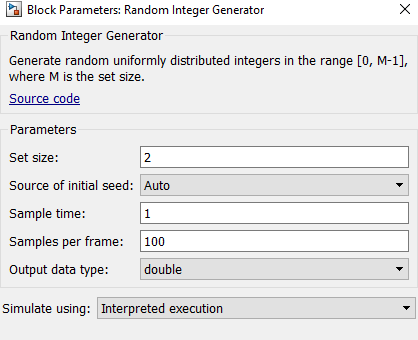 Block Parameters: Random Integer Generator
Random Integer Generator
Generate random uniformly distributed integers in the range [0, M-1],
where M is the set size.
Source code
Parameters
Set size: 2
Source of initial seed: Auto
Sample time: 1
Samples per frame: 100
Output data type: double
Simulate using: Interpreted execution